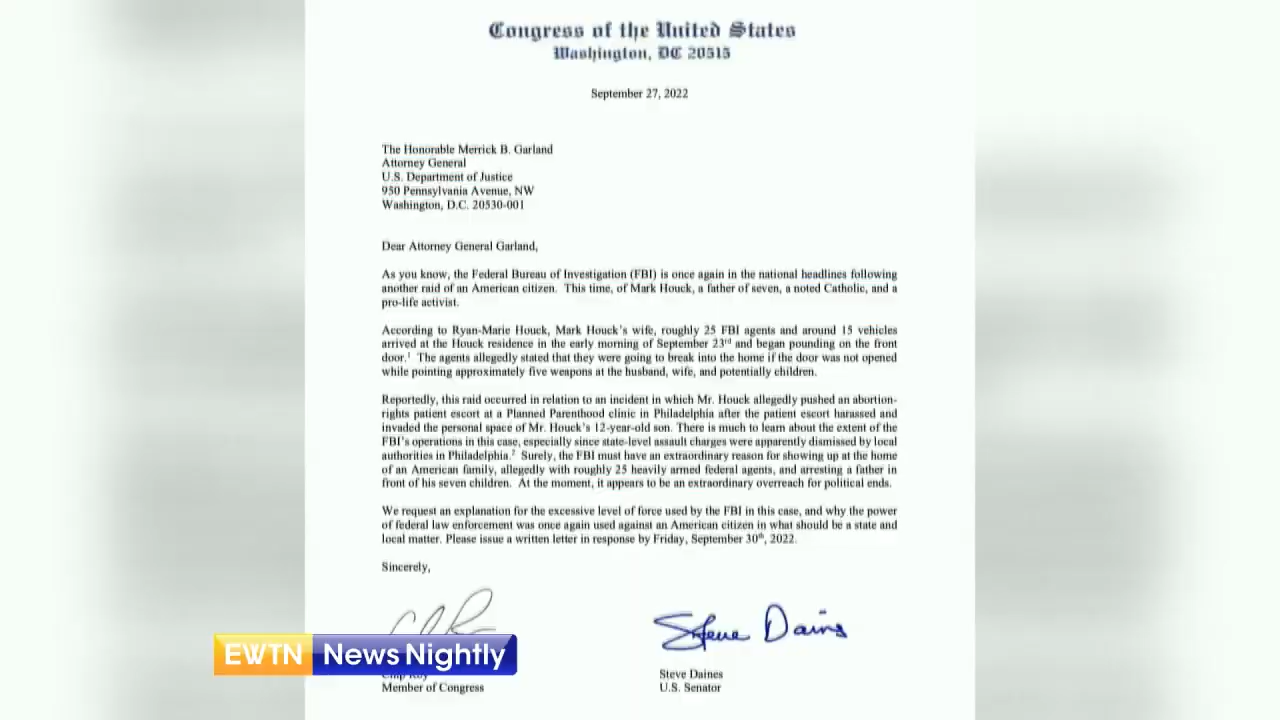 Congress of the United States
Washington, DC 20515
September 27, 2022
The Honorable Merrick B. Garland
Attorney General
U.S. Department of Justice
950 Pennsylvania Avenue, NW
Washington, D.C. 20530-001
Dear Attorney General Garland,
As you know, the Federal Bureau of Investigation (FBI) is once again in the national headlines following
another raid of an American citizen. This time, of Mark Houck, a father of seven, a noted Catholic, and a
pro-life activist.
According to Ryan-Marie Houck, Mark Houck's wife, roughly 25 FBI agents and around 15 vehicles
arrived at the Houck residence in the early morning of September 23rd and began pounding on the front
door.1 The agents allegedly stated that they were going to break into the home if the door was not opened
while pointing approximately five weapons at the husband, wife, and potentially children.
Reportedly, this raid occurred in relation to an incident in which Mr. Houck allegedly pushed an abortion-
rights patient escort at a Planned Parenthood clinic in Philadelphia after the patient escort harassed and
invaded the personal space of Mr. Houck's 12-year-old son. There is much to learn about the extent of the
FBI's operations in this case, especially since state-level assault charges were apparently dismissed by local
authorities in Philadelphia.2 Surely, the FBI must have an extraordinary reason for showing up at the home
of an American family, allegedly with roughly 25 heavily armed federal agents, and arresting a father in
front of his seven children. At the moment, it appears to be an extraordinary overreach for political ends.
We request an explanation for the excessive level of force used by the FBI in this case, and why the power
of federal law enforcement was once again used against an American citizen in what should be a state and
local matter. Please issue a written letter in response by Friday, September 30th, 2022.
Sincerely,
Steve Daines
EWTN News Nightly
Chip Roy
Member of Congress
Steve Daines
U.S. Senator